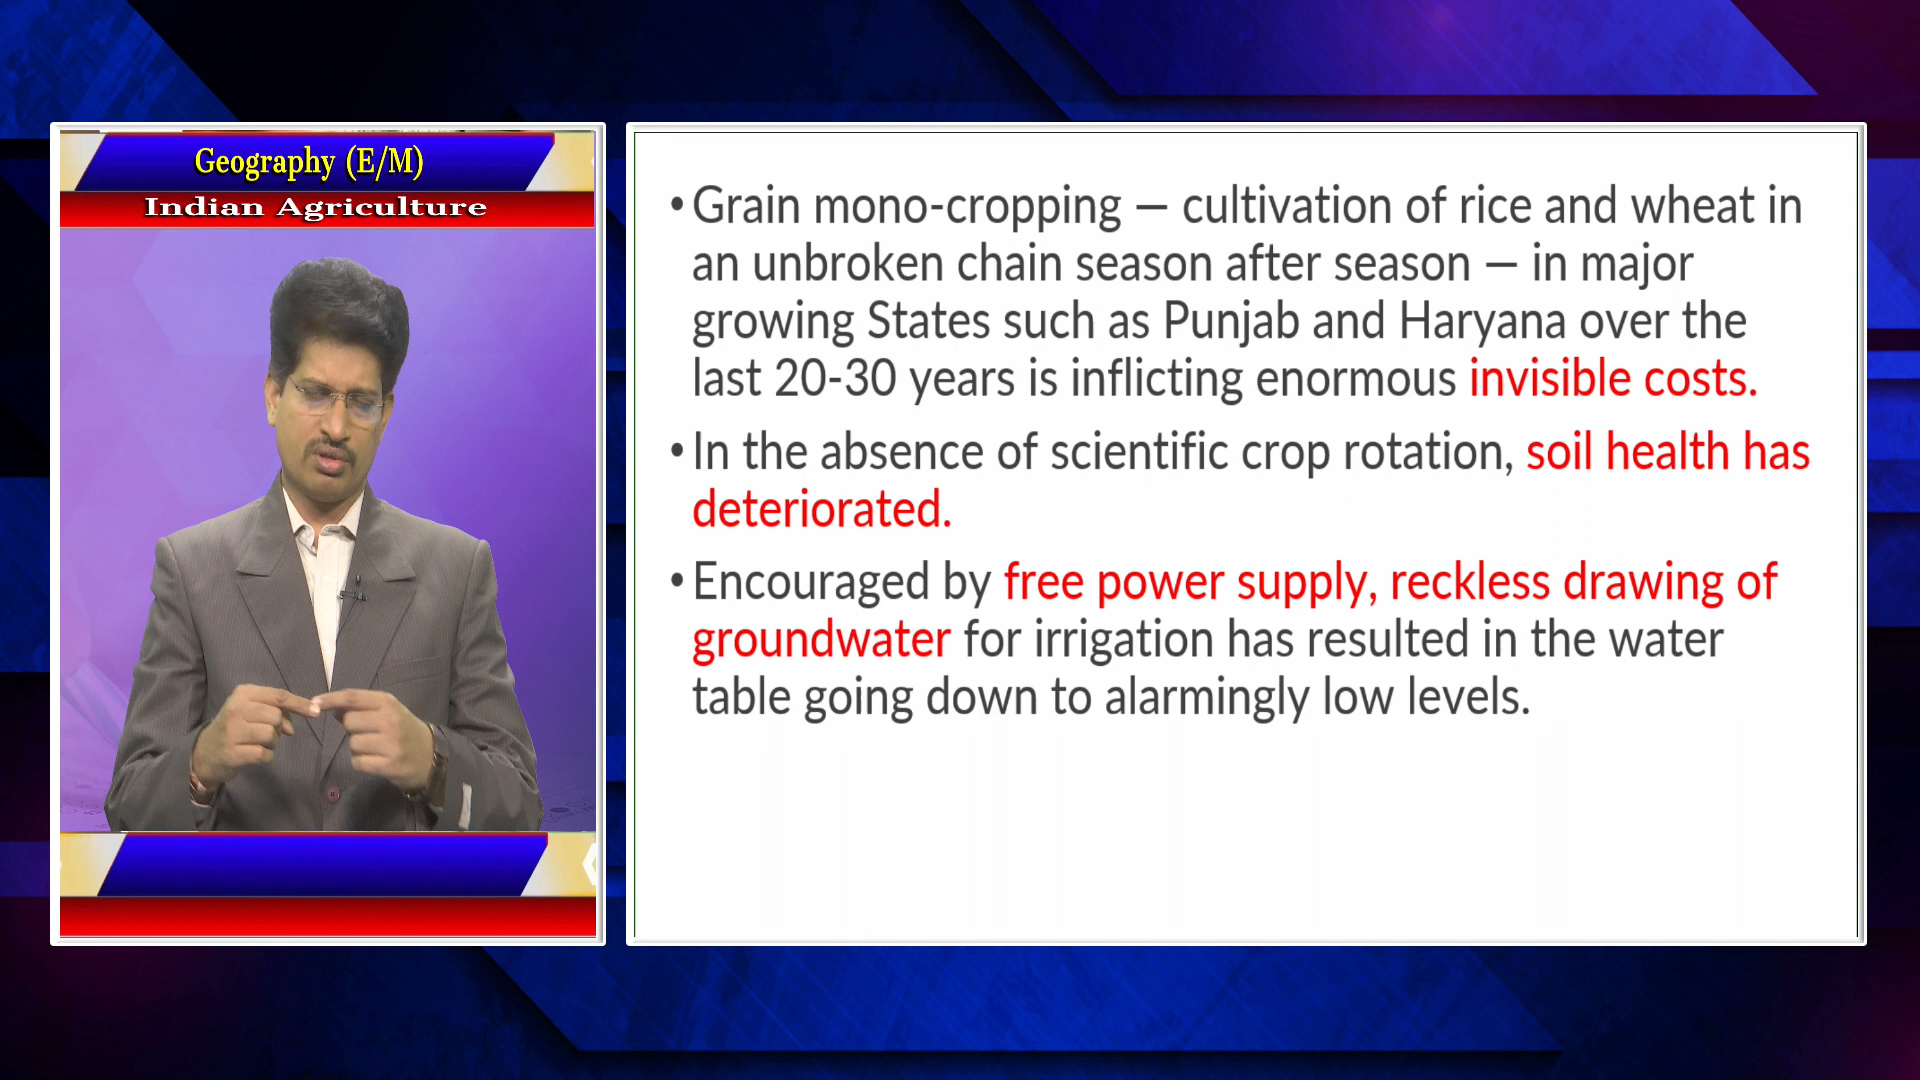 Geography (E/M)
Indian Agriculture
• Grain mono-cropping — cultivation of rice and wheat in
an unbroken chain season after season — in major
growing States such as Punjab and Haryana over the
last 20-30 years is inflicting enormous invisible costs.
• In the absence of scientific crop rotation, soil health has
deteriorated.
• Encouraged by free power supply, reckless drawing of
groundwater for irrigation has resulted in the water
table going down to alarmingly low levels.